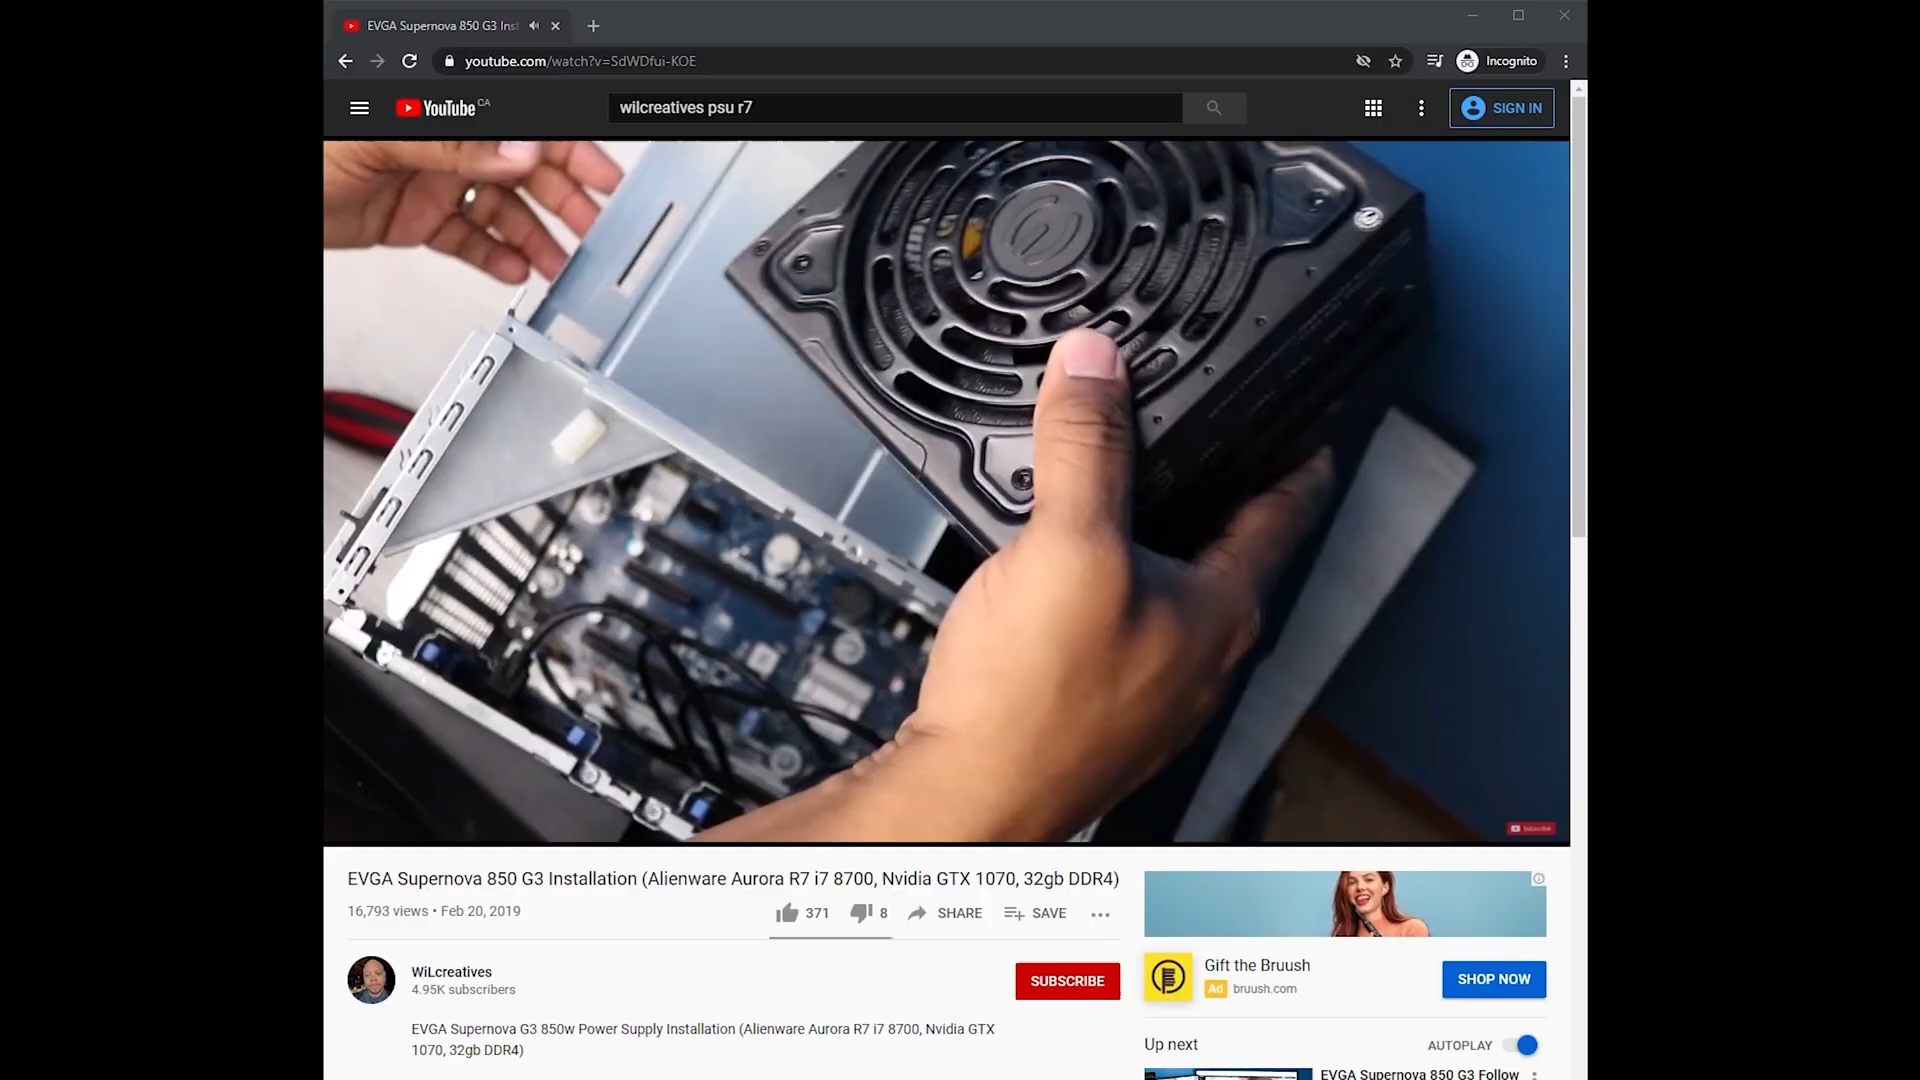 EVGA Supernova 850 G3 Inst
youtube.com/watch?v=SdWDfui-KOE
Incognito
YouTube CA
wilcreatives psu r7
SIGN IN
Subscribe
EVGA Supernova 850 G3 Installation (Alienware Aurora R7 i7 8700, Nvidia GTX 1070, 32gb DDR4)
16,793 views • Feb 20, 2019
371
8
SHARE
SAVE
WiLcreatives
4.95K subscribers
SUBSCRIBE
EVGA Supernova G3 850w Power Supply Installation (Alienware Aurora R7 i7 8700, Nvidia GTX
1070, 32gb DDR4)
Gift the Bruush
Ad bruush.com
SHOP NOW
Up next
AUTOPLAY
EVGA Supernova 850 G3 Follow